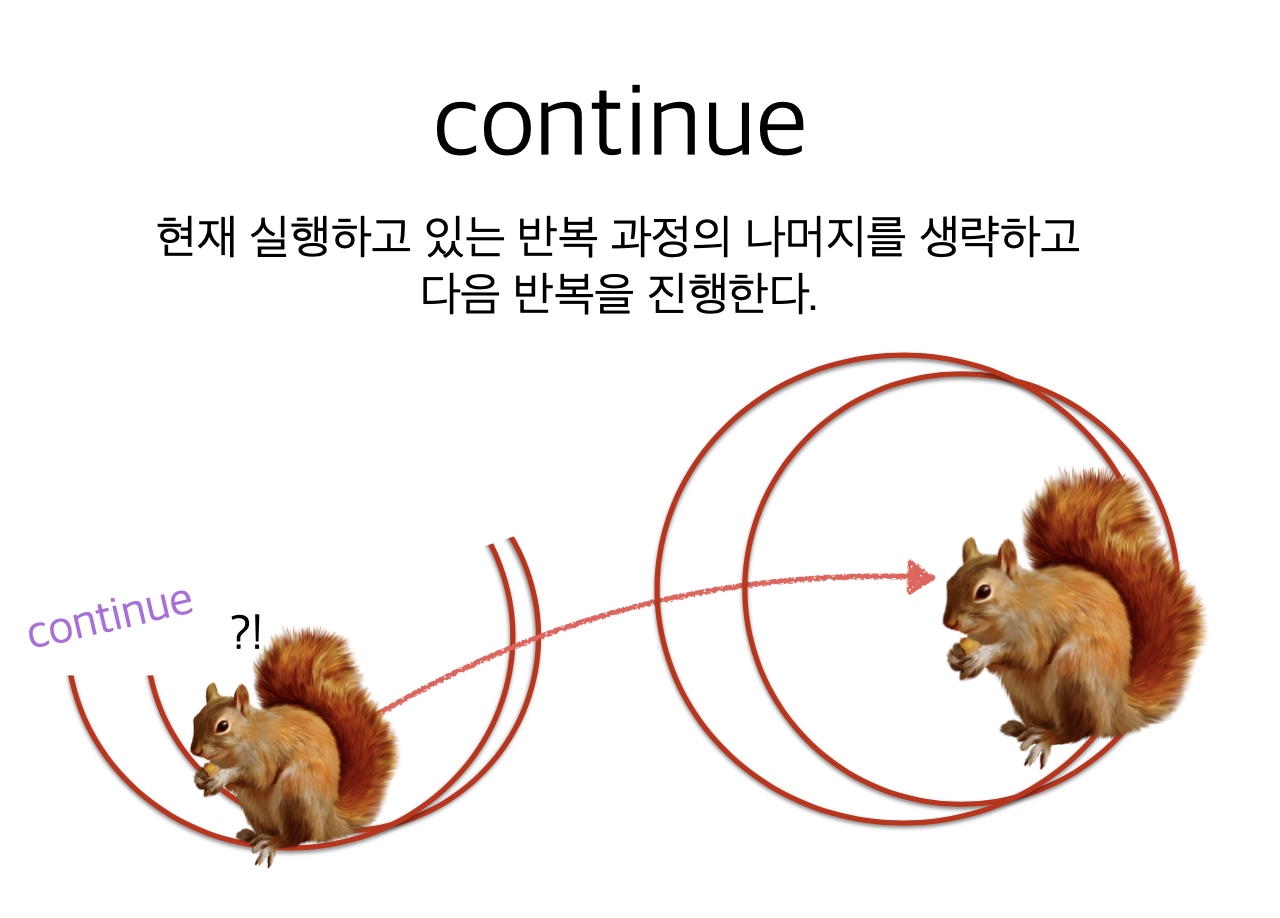 continue
현재 실행하고 있는 반복 과정의 나머지를 생략하고
다음 반복을 진행한다.
continue
?!